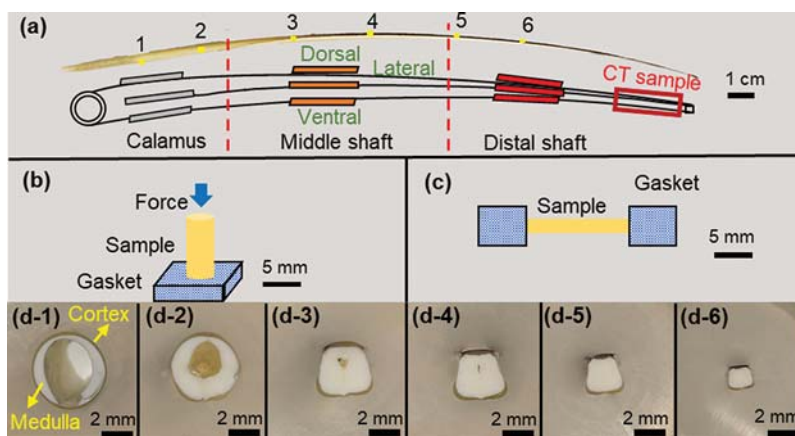 (a)
1 2 3 4 5 6
Dorsal
Lateral
CT sample
1 cm
Ventral
Calamus Middle shaft Distal shaft
(b)
Force
Sample
Gasket
5 mm
(c)
Gasket
Sample
5 mm
(d-1) (d-2) (d-3) (d-4) (d-5) (d-6)
Cortex
Medulla
2 mm 2 mm 2 mm 2 mm 2 mm 2 mm